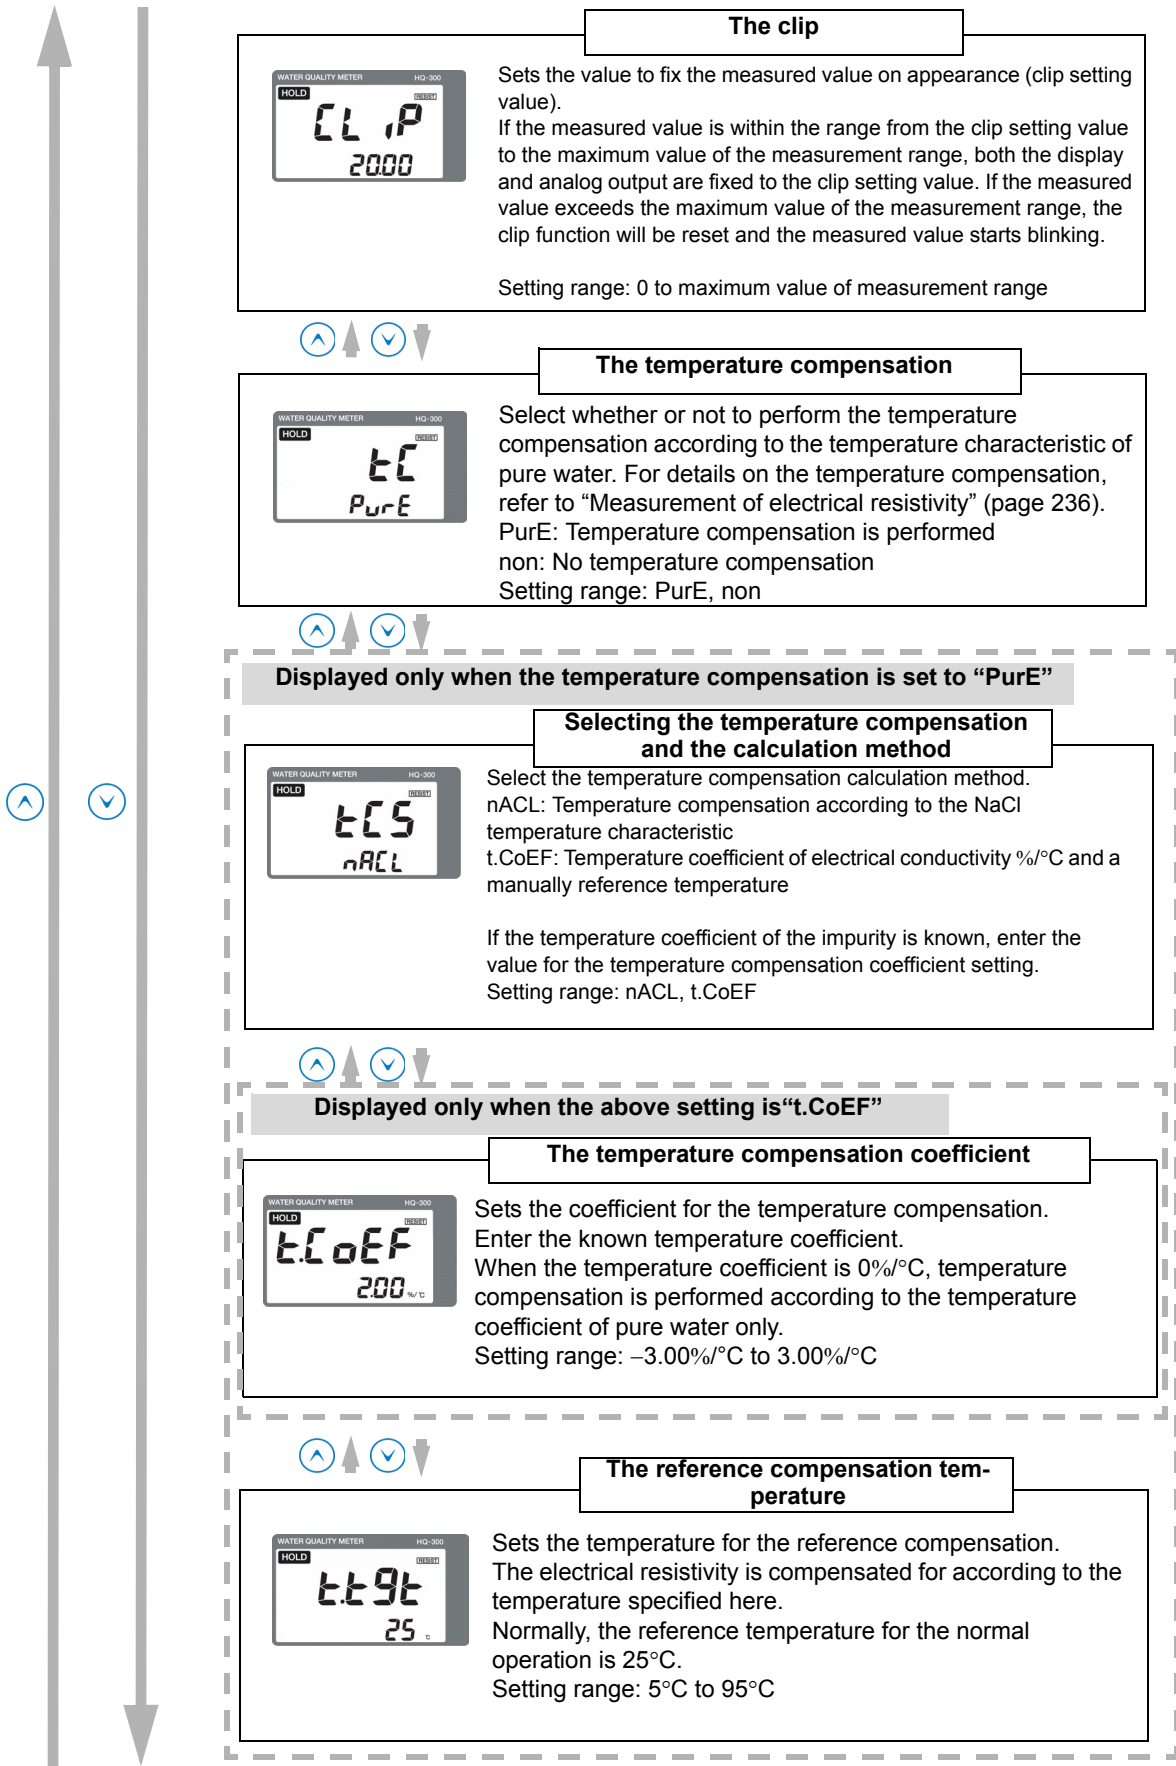 The clip
WATER QUALITY METER HQ-300
HOLD RESIST
CL iP
20.00
Sets the value to fix the measured value on appearance (clip setting
value).
If the measured value is within the range from the clip setting value
to the maximum value of the measurement range, both the display
and analog output are fixed to the clip setting value. If the measured
value exceeds the maximum value of the measurement range, the
clip function will be reset and the measured value starts blinking.
Setting range: 0 to maximum value of measurement range
The temperature compensation
WATER QUALITY METER HQ-300
HOLD RESIST
tC
PurE
Select whether or not to perform the temperature
compensation according to the temperature characteristic of
pure water. For details on the temperature compensation,
refer to “Measurement of electrical resistivity” (page 236).
PurE: Temperature compensation is performed
non: No temperature compensation
Setting range: PurE, non
Displayed only when the temperature compensation is set to “PurE”
Selecting the temperature compensation
and the calculation method
WATER QUALITY METER HQ-300
HOLD RESIST
tCS
nACL
Select the temperature compensation calculation method.
nACL: Temperature compensation according to the NaCl
temperature characteristic
t.CoEF: Temperature coefficient of electrical conductivity %/°C and a
manually reference temperature
If the temperature coefficient of the impurity is known, enter the
value for the temperature compensation coefficient setting.
Setting range: nACL, t.CoEF
Displayed only when the above setting is“t.CoEF”
The temperature compensation coefficient
WATER QUALITY METER HQ-300
HOLD RESIST
t.CoEF
2.00 %/°C
Sets the coefficient for the temperature compensation.
Enter the known temperature coefficient.
When the temperature coefficient is 0%/°C, temperature
compensation is performed according to the temperature
coefficient of pure water only.
Setting range: –3.00%/°C to 3.00%/°C
The reference compensation tem-
perature
WATER QUALITY METER HQ-300
HOLD RESIST
t.t9t
25 °C
Sets the temperature for the reference compensation.
The electrical resistivity is compensated for according to the
temperature specified here.
Normally, the reference temperature for the normal
operation is 25°C.
Setting range: 5°C to 95°C